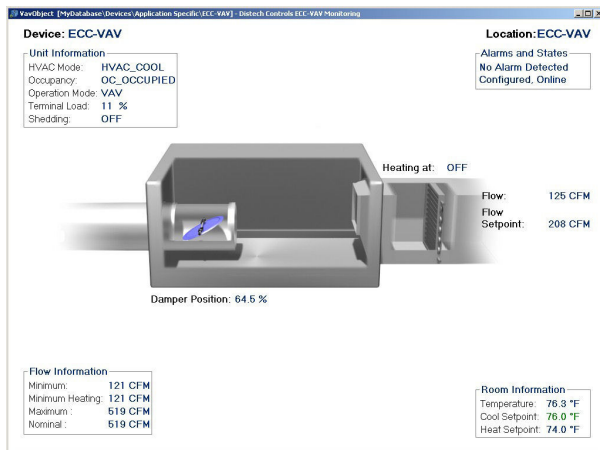 VavObject [MyDatabase\Devices\Application Specific\ECC-VAV] - Distech Controls ECC-VAV Monitoring
Device: ECC-VAV
Location:ECC-VAV
Unit Information
HVAC Mode: HVAC_COOL
Occupancy: OC_OCCUPIED
Operation Mode: VAV
Terminal Load: 11 %
Shedding: OFF
Alarms and States
No Alarm Detected
Configured, Online
Heating at: OFF
Flow: 125 CFM
Flow
Setpoint: 208 CFM
Damper Position: 64.5 %
Flow Information
Minimum: 121 CFM
Minimum Heating: 121 CFM
Maximum : 519 CFM
Nominal : 519 CFM
Room Information
Temperature: 76.3 °F
Cool Setpoint: 76.0 °F
Heat Setpoint: 74.0 °F